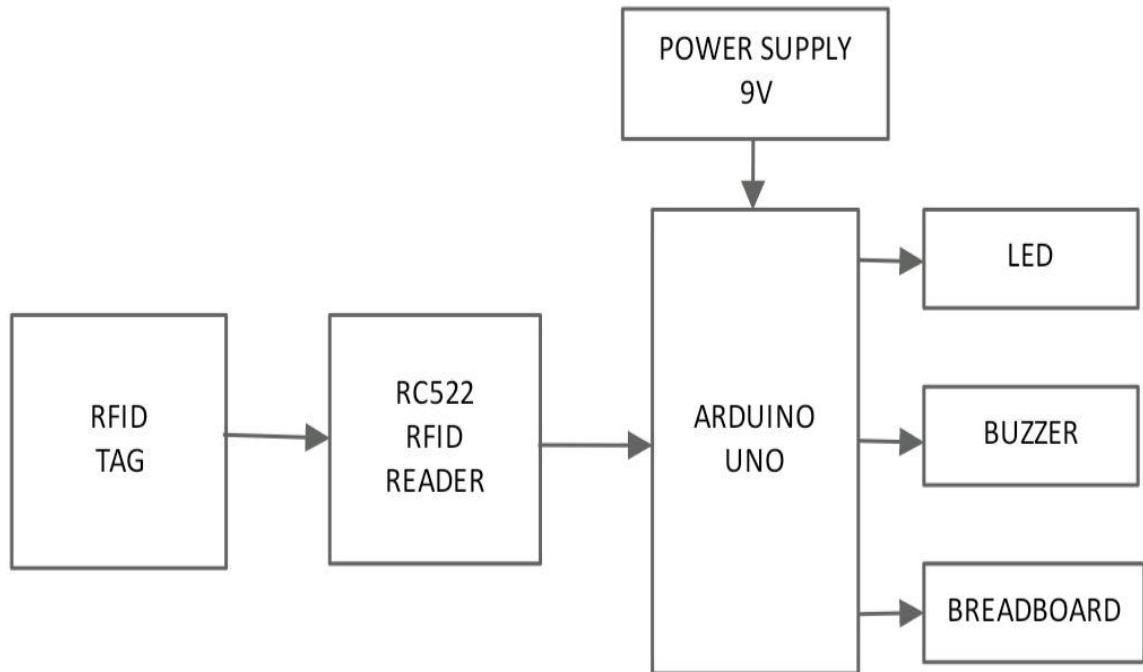 POWER SUPPLY
9V
RFID
TAG
RC522
RFID
READER
ARDUINO
UNO
LED
BUZZER
BREADBOARD